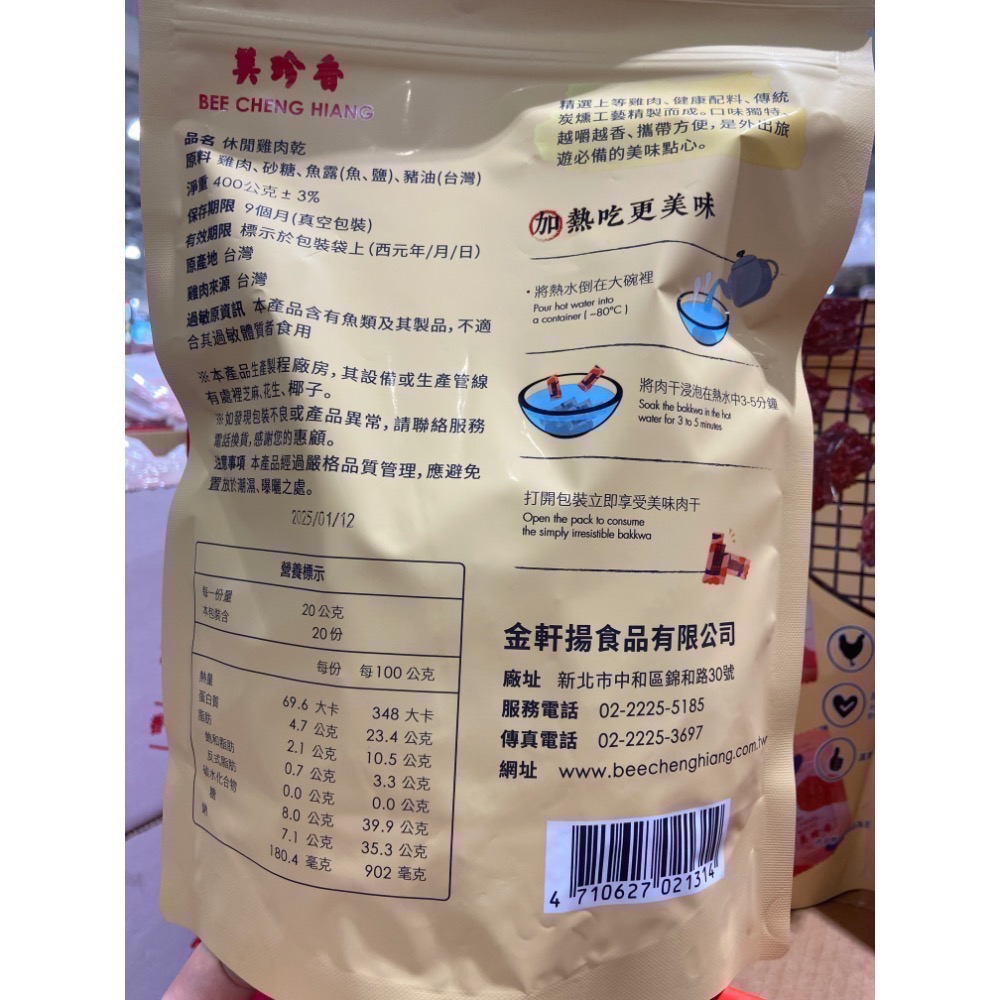 美珍香
BEE CHENG HIANG
品名 休閒雞肉乾
原料 雞肉、砂糖、魚露(魚、鹽)、豬油(台灣)
淨重 400公克± 3%
保存期限 9個月(真空包裝)
有效期限 標示於包裝袋上(西元年/月/日)
原產地 台灣
雞肉來源 台灣
過敏原資訊 本產品含有魚類及其製品,不適
合其過敏體質者食用
※本產品生產製程廠房,其設備或生產管線
有處裡芝麻、花生、椰子。
※如發現包裝不良或產品異常,請聯絡服務
電話換貨,感謝您的惠顧。
注意事項 本產品經過嚴格品質管理,應避免
置放於潮濕、曝曬之處。
2025/01/12
營養標示
每一份量 20公克
本包裝含 20份
每份 每100公克
熱量 69.6 大卡 348 大卡
蛋白質 4.7 公克 23.4 公克
脂肪 2.1 公克 10.5 公克
飽和脂肪 0.7 公克 3.3 公克
反式脂肪 0.0 公克 0.0 公克
碳水化合物 8.0 公克 39.9 公克
糖 7.1 公克 35.3 公克
鈉 180.4 毫克 902 毫克
精選上等雞肉、健康配料、傳統
炭燻工藝精製而成。口味獨特、
越嚼越香、攜帶方便,是外出旅
遊必備的美味點心。
加熱吃更美味
·將熱水倒在大碗裡
Pour hot water into
a container ( ~80°C )
將肉干浸泡在熱水中3-5分鐘
Soak the bakkwa in the hot
water for 3 to 5 minutes
打開包裝立即享受美味肉干
Open the pack to consume
the simply irresistible bakkwa
金軒揚食品有限公司
廠址 新北市中和區錦和路30號
服務電話 02-2225-5185
傳真電話 02-2225-3697
網址 www.beechenghiang.com.tw
4 710627 021314